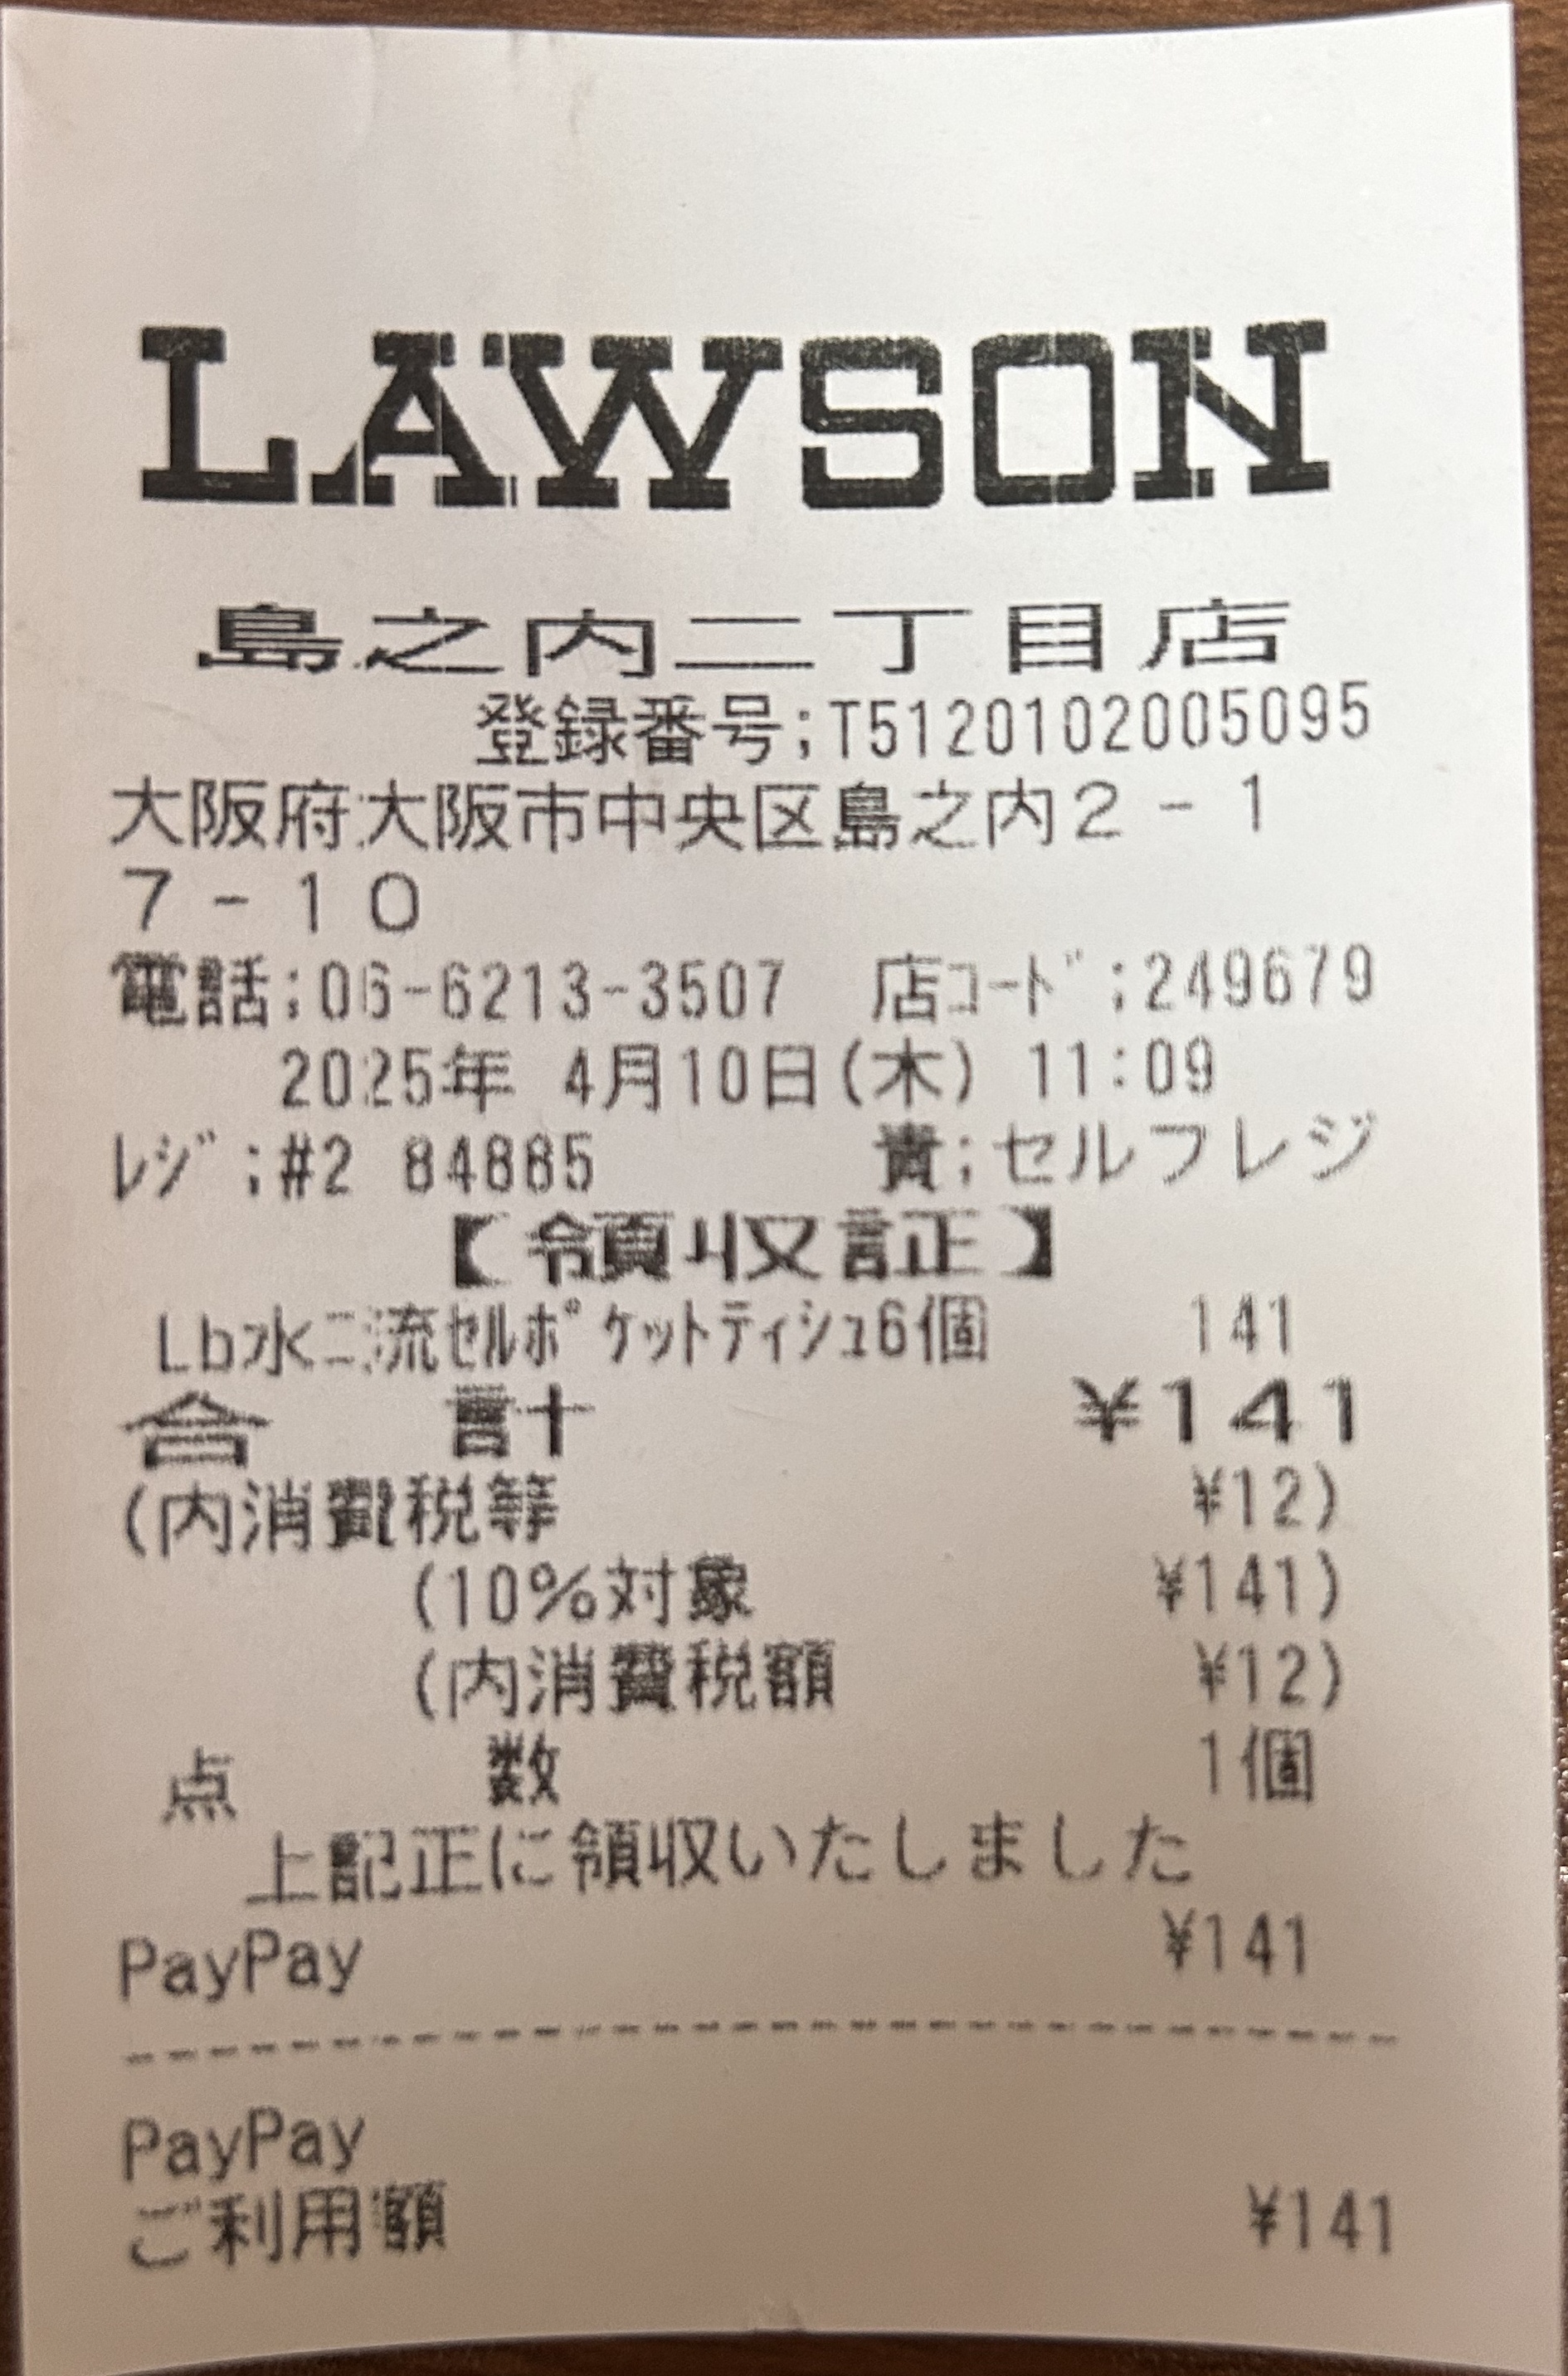 LAWSON
島之内二丁目店
登録番号;T5120102005095
大阪府大阪市中央区島之内2-1
7-10
電話;06-6213-3507 店コード;249679
2025年 4月10日(木) 11:09
レジ;#2 84885 責;セルフレジ
【領収証】
Lb水ニ流セルポケットティシュ6個 141
合 計 ¥141
(内消費税等 ¥12)
(10%対象 ¥141)
(内消費税額 ¥12)
点 数 1個
上記正に領収いたしました
PayPay ¥141
PayPay
ご利用額 ¥141